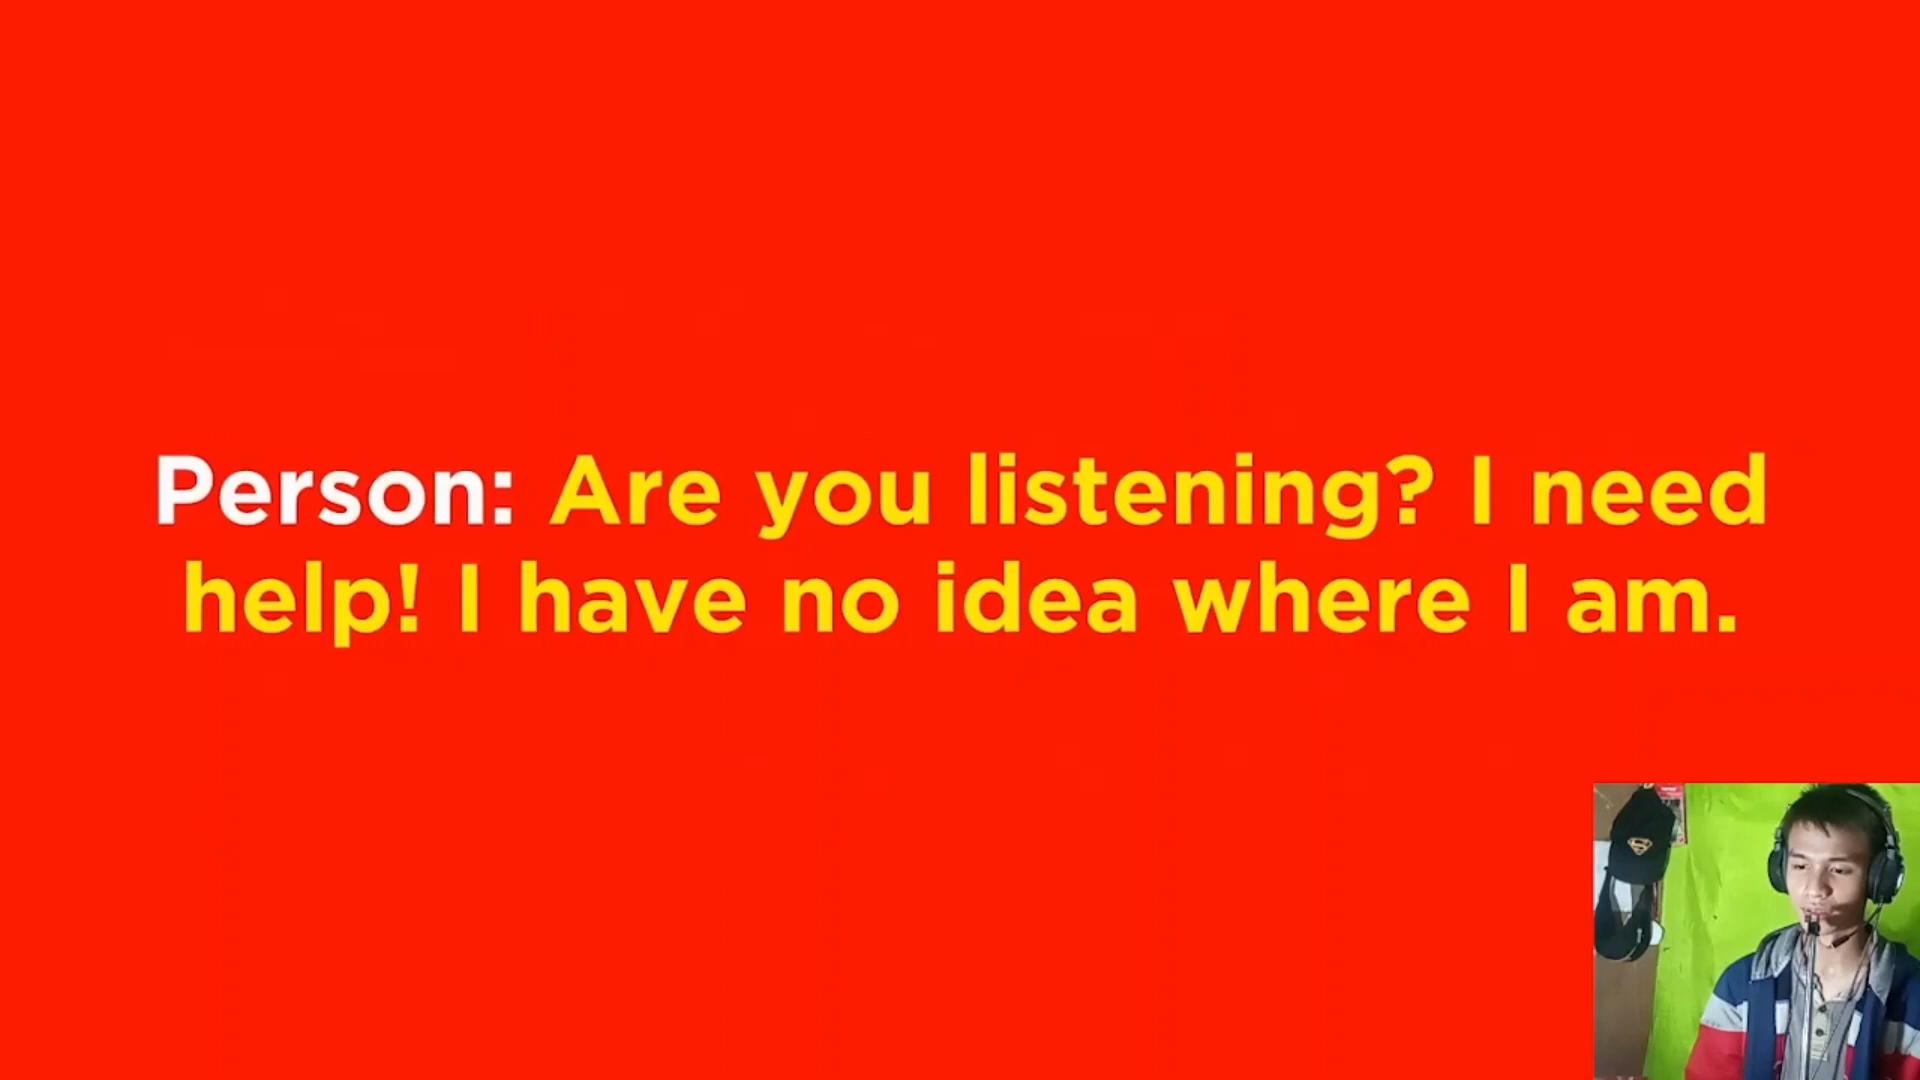 Person: Are you listening? I need
help! I have no idea where I am.